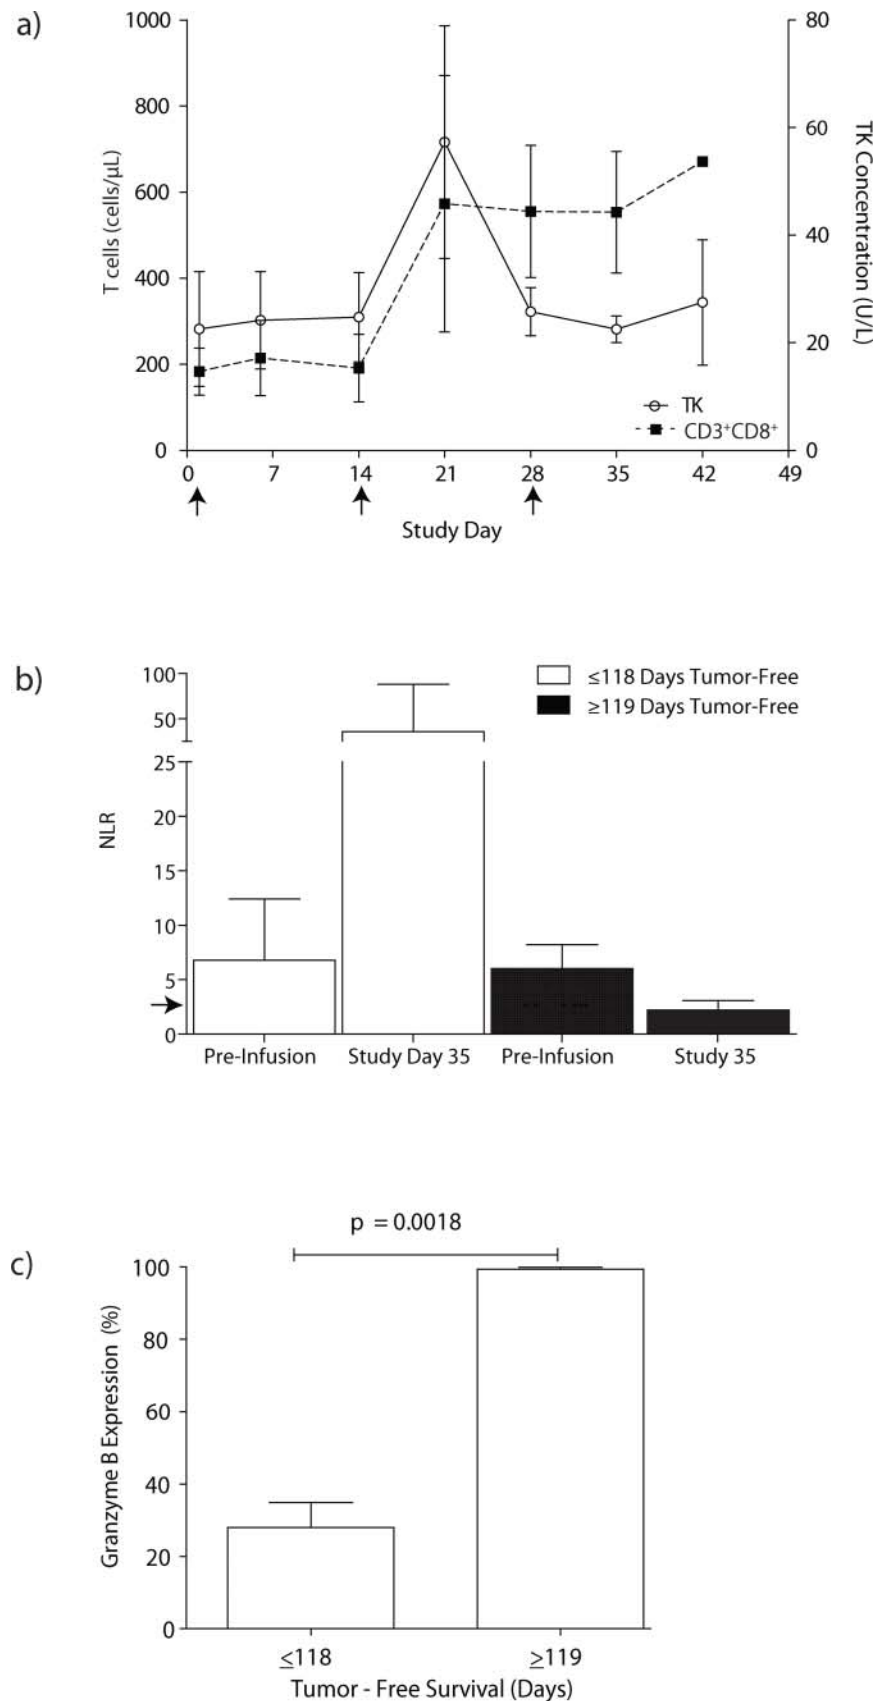 a)
1000
800
600
400
200
0
T cells (cells/μL)
80
60
40
20
0
TK Concentration (U/L)
TK
CD3+CD8+
0 7 14 21 28 35 42 49
Study Day
b)
≤118 Days Tumor-Free
≥119 Days Tumor-Free
100
50
25
20
15
10
5
0
NLR
Pre-Infusion Study Day 35 Pre-Infusion Study 35
c)
p = 0.0018
100
80
60
40
20
0
Granzyme B Expression (%)
≤118 ≥119
Tumor - Free Survival (Days)